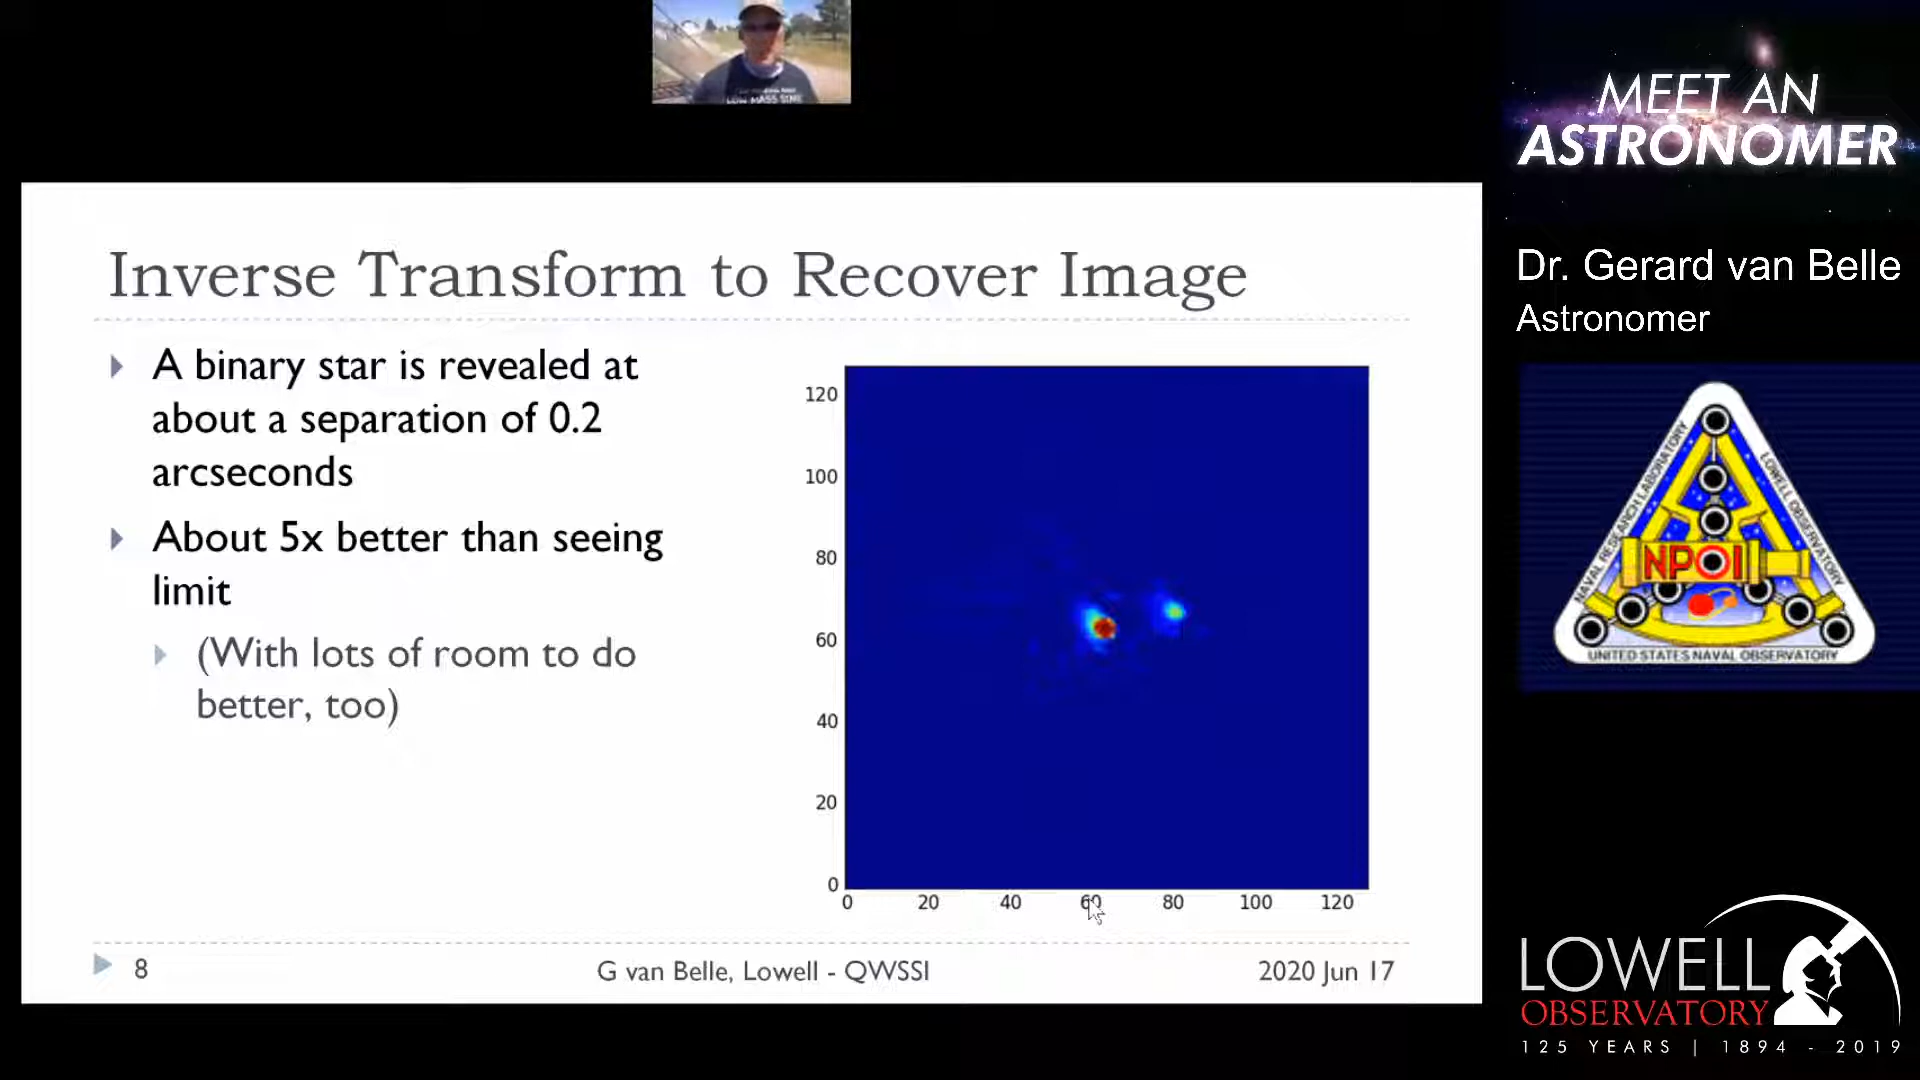 LOW MASS STAR
MEET AN
ASTRONOMER
Inverse Transform to Recover Image
Dr. Gerard van Belle
Astronomer
A binary star is revealed at
about a separation of 0.2
arcseconds
About 5x better than seeing
limit
(With lots of room to do
better, too)
120
100
80
60
40
20
0
0 20 40 60 80 100 120
NAVAL RESEARCH LABORATORY
LOWELL OBSERVATORY
NPOI
UNITED STATES NAVAL OBSERVATORY
8
G van Belle, Lowell - QWSSI
2020 Jun 17
LOWELL
OBSERVATORY
125 YEARS | 1894 - 2019